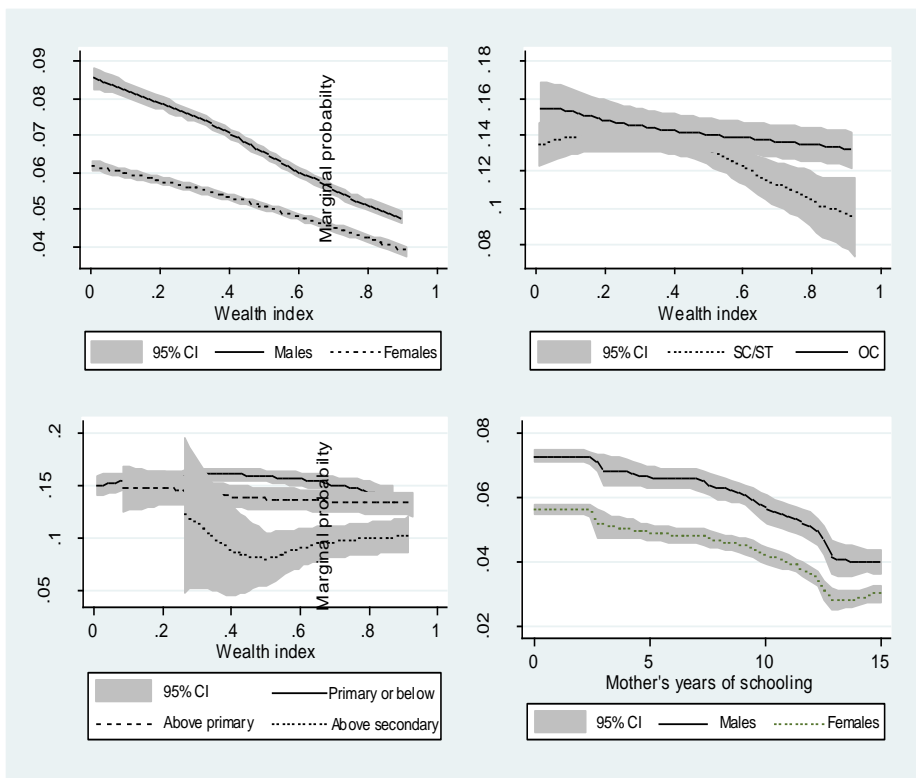 .09
.08
.07
.06
.05
.04
0 .2 .4 .6 .8 1
Wealth index
Marginal probabilty
95% CI Males Females
.18
.16
.14
.12
.1
.08
0 .2 .4 .6 .8 1
Wealth index
95% CI SC/ST OC
.2
.15
.1
.05
0 .2 .4 .6 .8 1
Wealth index
Marginal probabilty
95% CI Primary or below
Above primary Above secondary
.08
.06
.04
.02
0 5 10 15
Mother's years of schooling
95% CI Males Females